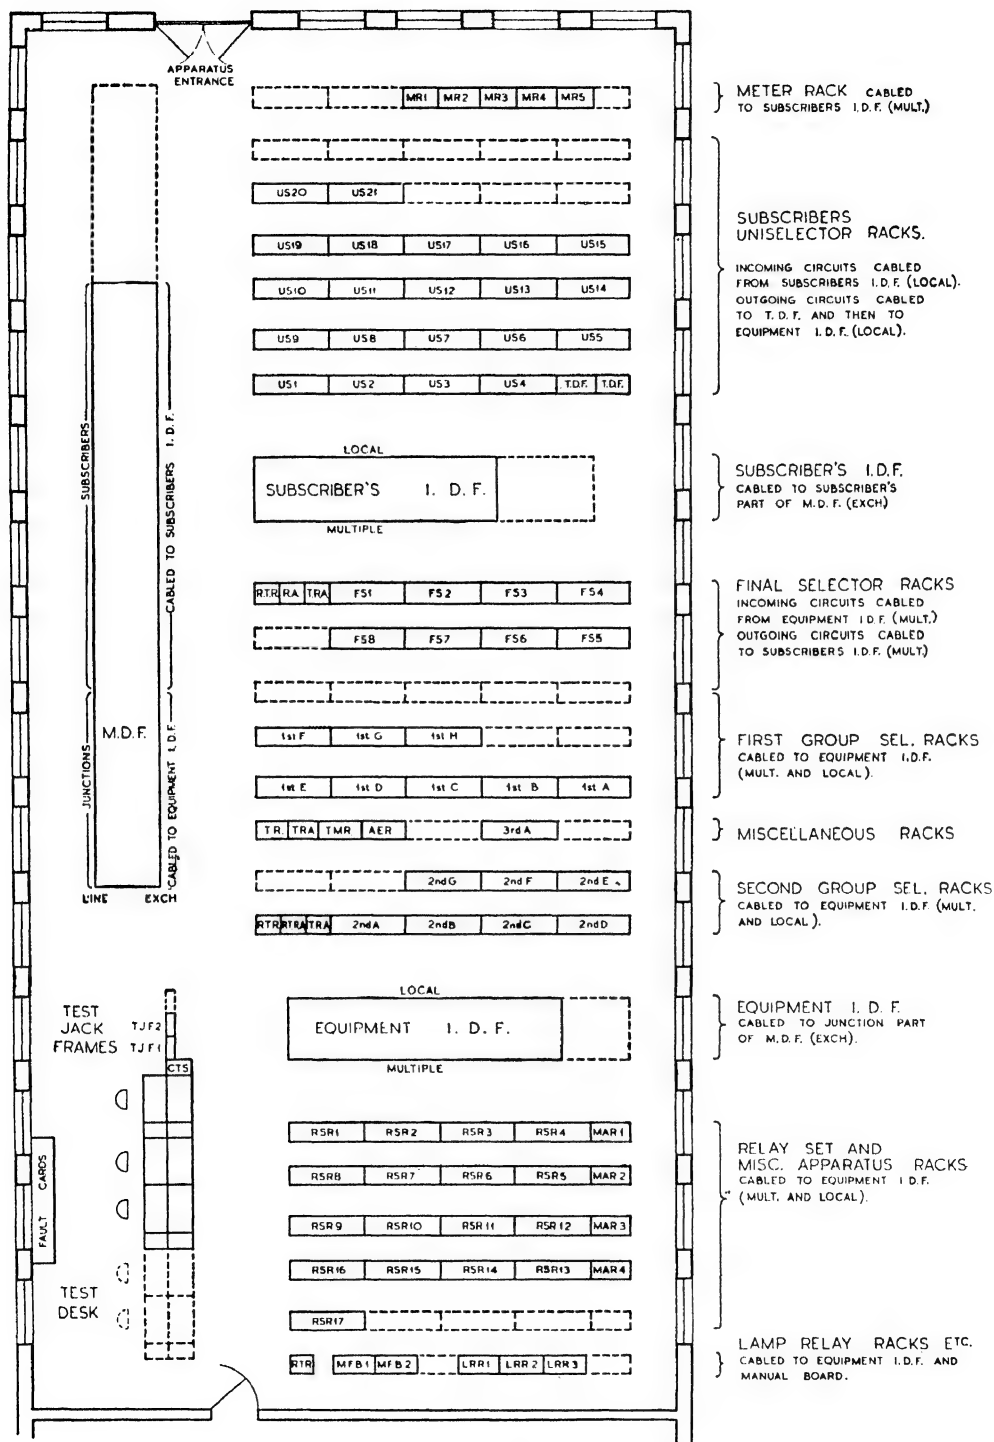 APPARATUS
ENTRANCE
MR1 MR2 MR3 MR4 MR5
METER RACK CABLED
TO SUBSCRIBERS I.D.F. (MULT.)
US20 US21
US19 US18 US17 US16 US15
US10 US11 US12 US13 US14
US9 US8 US7 US6 US5
US1 US2 US3 US4 T.D.F. T.D.F.
SUBSCRIBERS
UNISELECTOR RACKS.
INCOMING CIRCUITS CABLED
FROM SUBSCRIBERS I.D.F. (LOCAL).
OUTGOING CIRCUITS CABLED
TO T.D.F. AND THEN TO
EQUIPMENT I.D.F. (LOCAL).
LOCAL
SUBSCRIBER'S I. D. F.
MULTIPLE
SUBSCRIBER'S I.D.F.
CABLED TO SUBSCRIBER'S
PART OF M.D.F. (EXCH)
R.T.R. RA TRA FS1 FS2 FS3 FS4
FS8 FS7 FS6 FS5
FINAL SELECTOR RACKS
INCOMING CIRCUITS CABLED
FROM EQUIPMENT I.D.F. (MULT.)
OUTGOING CIRCUITS CABLED
TO SUBSCRIBERS I.D.F. (MULT.)
1st F 1st G 1st H
1st E 1st D 1st C 1st B 1st A
FIRST GROUP SEL. RACKS
CABLED TO EQUIPMENT I.D.F.
(MULT. AND LOCAL).
T R. TRA TMR AER 3rd A
MISCELLANEOUS RACKS
2nd G 2nd F 2nd E
RTR RTRA TRA 2nd A 2nd B 2nd C 2nd D
SECOND GROUP SEL. RACKS
CABLED TO EQUIPMENT I.D.F. (MULT.
AND LOCAL).
SUBSCRIBERS
CABLED TO SUBSCRIBERS I.D.F.
M.D.F.
JUNCTIONS
CABLED TO EQUIPMENT I.D.F.
LINE EXCH
LOCAL
EQUIPMENT I. D. F.
MULTIPLE
EQUIPMENT I. D. F.
CABLED TO JUNCTION PART
OF M.D.F. (EXCH).
TEST
JACK
FRAMES
TJF2
TJF1
CTS
FAULT CARDS
TEST
DESK
RSR1 RSR2 RSR3 RSR4 MAR1
RSR8 RSR7 RSR6 RSR5 MAR2
RSR9 RSR10 RSR11 RSR12 MAR3
RSR16 RSR15 RSR14 RSR13 MAR4
RSR17
RELAY SET AND
MISC. APPARATUS RACKS
CABLED TO EQUIPMENT I.D.F.
(MULT. AND LOCAL).
RTR MFB1 MFB2 LRR1 LRR2 LRR3
LAMP RELAY RACKS ETC.
CABLED TO EQUIPMENT I.D.F. AND
MANUAL BOARD.